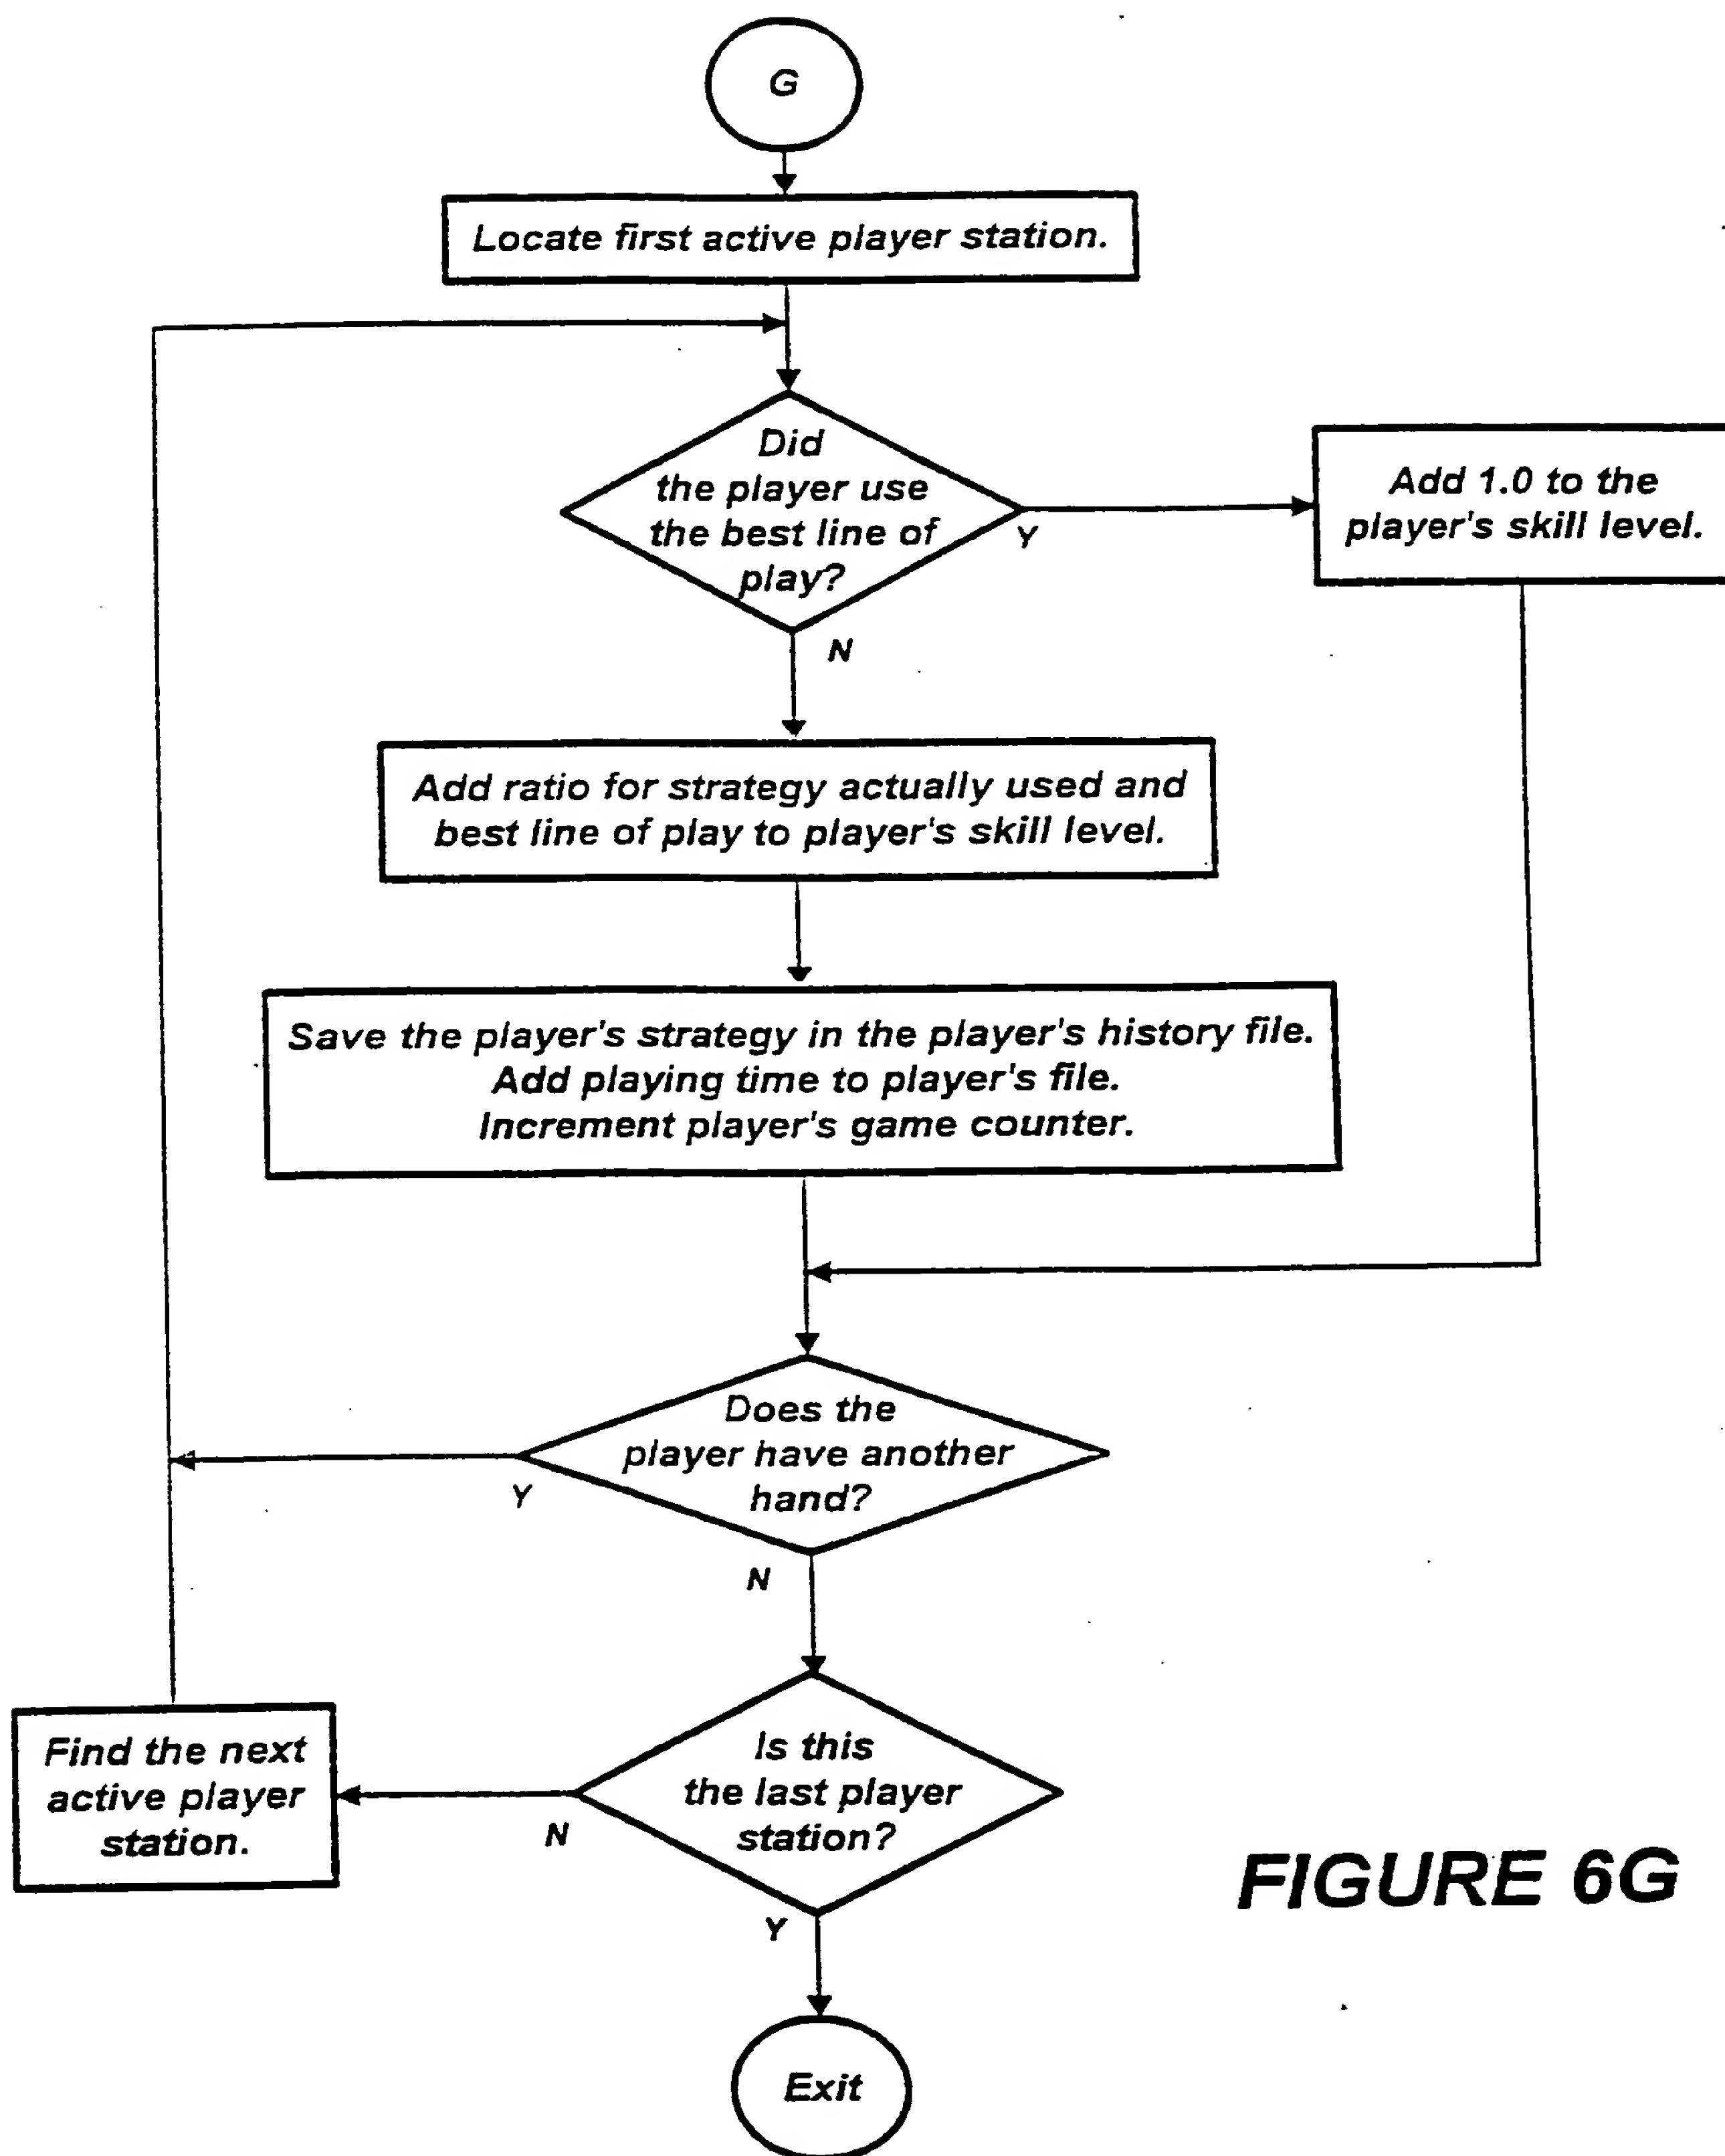 G
Locate first active player station.
Did
the player use
the best line of
play?
Y
Add 1.0 to the
player's skill level.
N
Add ratio for strategy actually used and
best line of play to player's skill level.
Save the player's strategy in the player's history file.
Add playing time to player's file.
Increment player's game counter.
Does the
player have another
hand?
Y
N
Is this
the last player
station?
N
Find the next
active player
station.
Y
Exit
FIGURE 6G